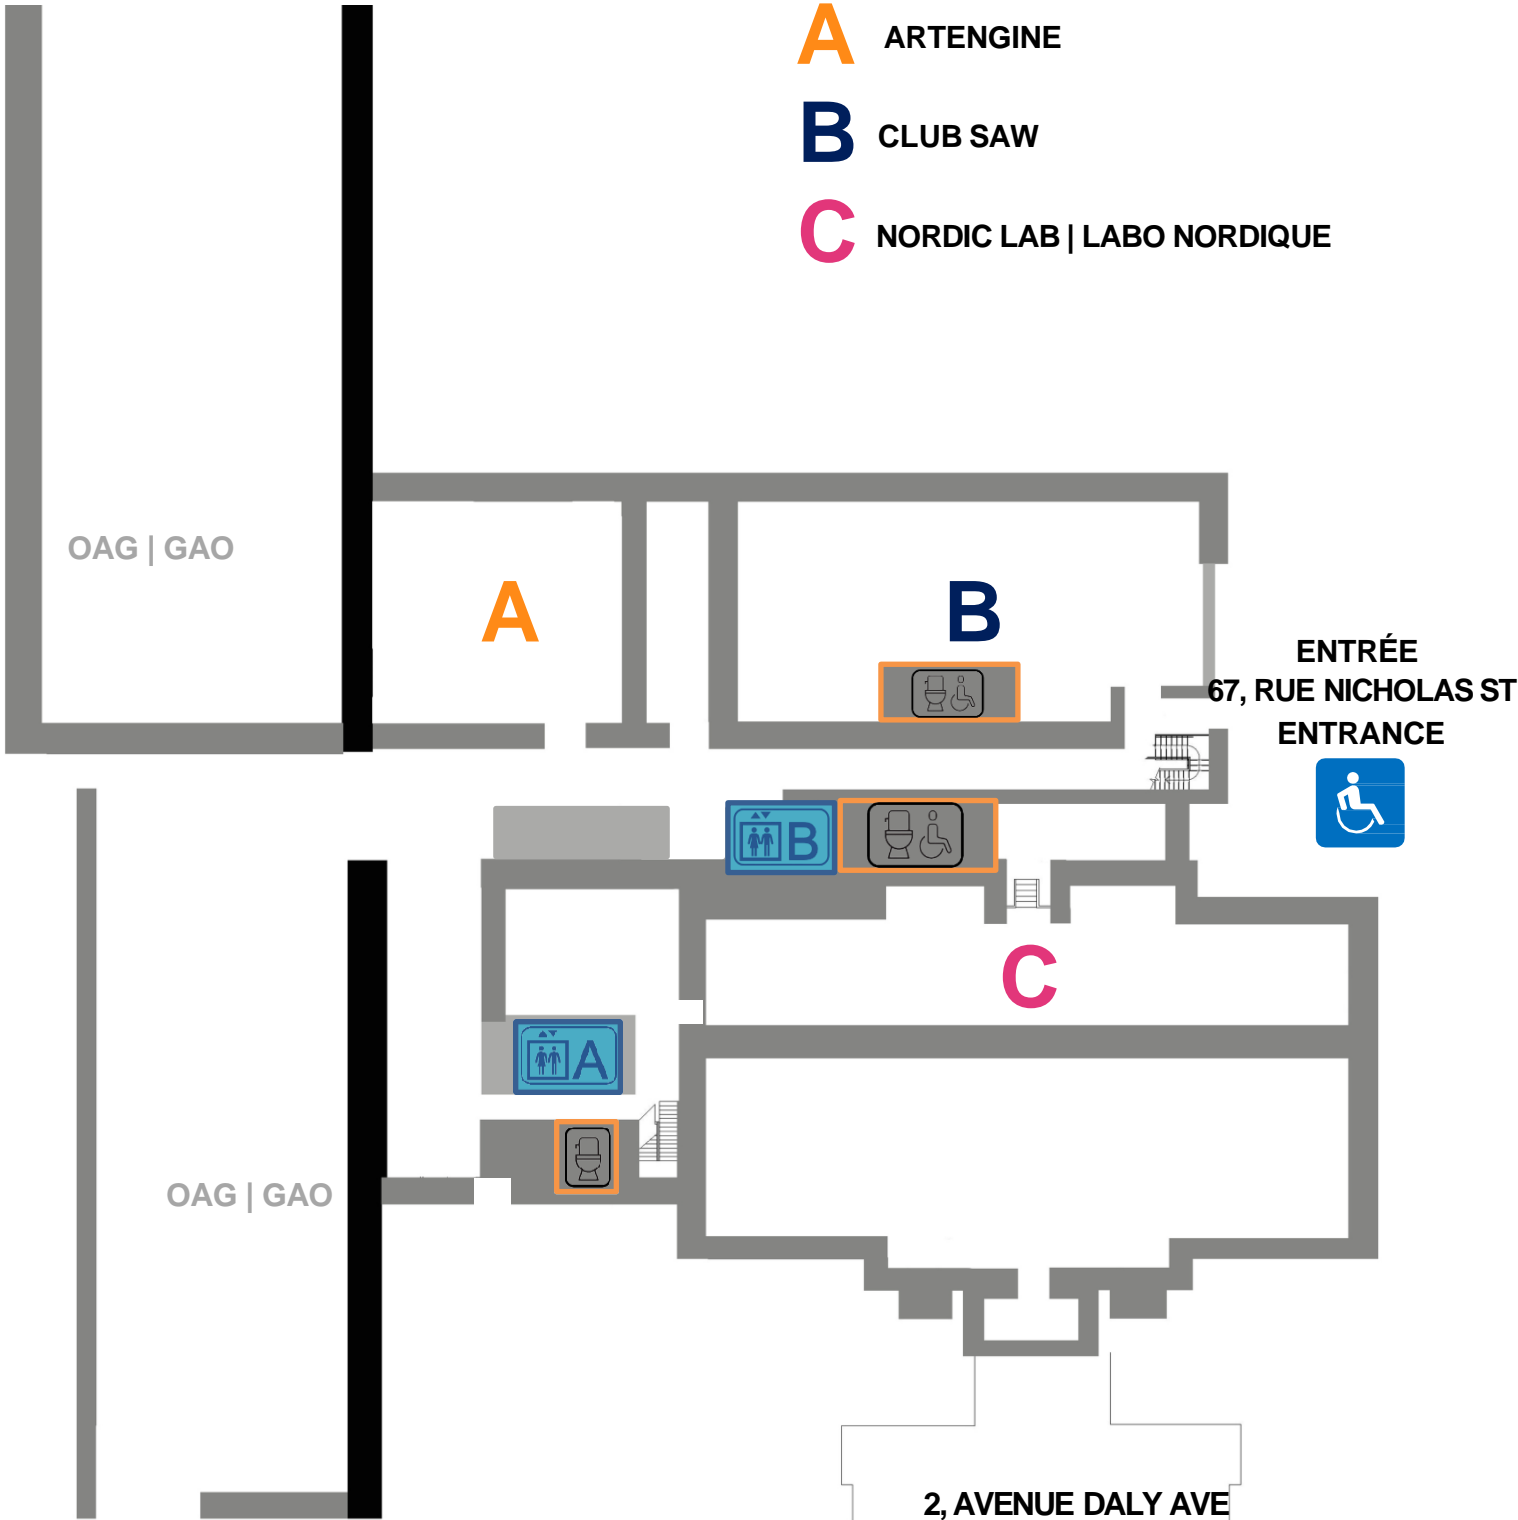 A ARTENGINE
B CLUB SAW
C NORDIC LAB | LABO NORDIQUE
OAG | GAO
A
B
ENTRÉE
67, RUE NICHOLAS ST
ENTRANCE
B
C
A
OAG | GAO
2, AVENUE DALY AVE